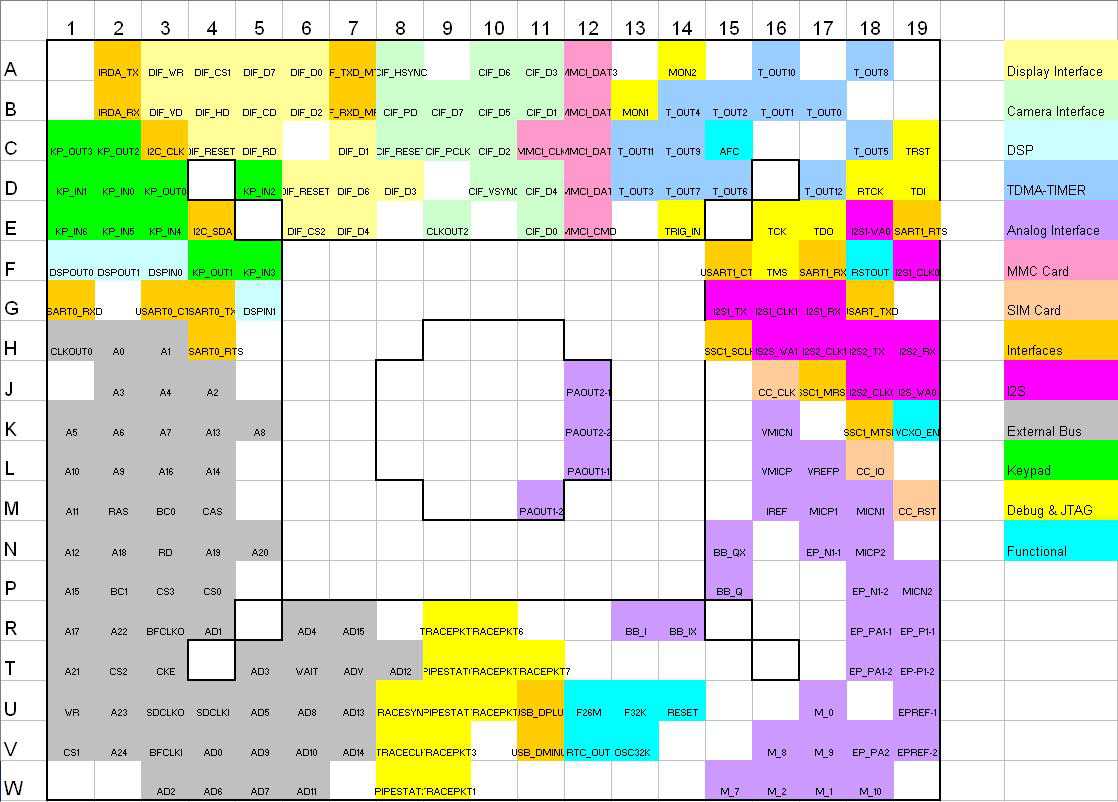 1 2 3 4 5 6 7 8 9 10 11 12 13 14 15 16 17 18 19
A IRDA_TX DIF_WR DIF_CS1 DIF_D7 DIF_D0 F_TXD_MT CIF_HSYNC CIF_D6 CIF_D3 MMCI_DAT3 MON2 T_OUT10 T_OUT8 Display Interface
B IRDA_RX DIF_VD DIF_HD DIF_CD DIF_D2 F_RXD_MR CIF_PD CIF_D7 CIF_D5 CIF_D1 MMCI_DAT MON1 T_OUT4 T_OUT2 T_OUT1 T_OUT0 Camera Interface
C KP_OUT3 KP_OUT2 I2C_CLK DIF_RESET DIF_RD DIF_D1 CIF_RESET CIF_PCLK CIF_D2 MMCI_CLK MMCI_DAT T_OUT11 T_OUT9 AFC T_OUT5 TRST DSP
D KP_IN1 KP_IN0 KP_OUT0 KP_IN2 DIF_RESET DIF_D6 DIF_D3 CIF_VSYNC CIF_D4 MMCI_DAT T_OUT3 T_OUT7 T_OUT6 T_OUT12 RTCK TDI TDMA-TIMER
E KP_IN6 KP_IN5 KP_IN4 I2C_SDA DIF_CS2 DIF_D4 CLKOUT2 CIF_D0 MMCI_CMD TRIG_IN TCK TDO I2S1-WA0 SART1_RTS Analog Interface
F DSPOUT0 DSPOUT1 DSPIN0 KP_OUT1 KP_IN3 USART1_CT TMS SART1_RX RSTOUT I2S1_CLK0 MMC Card
G SART0_RXD USART0_CT SART0_TX DSPIN1 I2S1_TX I2S1_CLK1 I2S1_RX USART_TXD SIM Card
H CLKOUT0 A0 A1 SART0_RTS SSC1_SCLK I2S2_WA1 I2S2_CLK1 I2S2_TX I2S2_RX Interfaces
J A3 A4 A2 PAOUT2-1 CC_CLK SSC1_MRS I2S2_CLK0 I2S_WA0 I2S
K A5 A6 A7 A13 A8 PAOUT2-2 VMICN SSC1_MTS VCXO_EN External Bus
L A10 A9 A16 A14 PAOUT1-1 VMICP VREFP CC_IO Keypad
M A11 RAS BC0 CAS PAOUT1-2 IREF MICP1 MICN1 CC_RST Debug & JTAG
N A12 A18 RD A19 A20 BB_QX EP_N1-1 MICP2 Functional
P A15 BC1 CS3 CS0 BB_Q EP_N1-2 MICN2
R A17 A22 BFCLKO AD1 AD4 AD15 TRACEPKT TRACEPKT6 BB_I BB_IX EP_PA1-1 EP_P1-1
T A21 CS2 CKE AD3 WAIT ADV AD12 PIPESTAT TRACEPKT TRACEPKT7 EP_PA1-2 EP-P1-2
U WR A23 SDCLKO SDCLKI AD5 AD8 AD13 RACESYN PIPESTAT TRACEPKT USB_DPLU F26M F32K RESET M_0 EPREF-1
V CS1 A24 BFCLKI AD0 AD9 AD10 AD14 TRACECLK TRACEPKT3 USB_DMINU RTC_OUT OSC32K M_8 M_9 EP_PA2 EPREF-2
W AD2 AD6 AD7 AD11 PIPESTAT TRACEPKT1 M_7 M_2 M_1 M_10